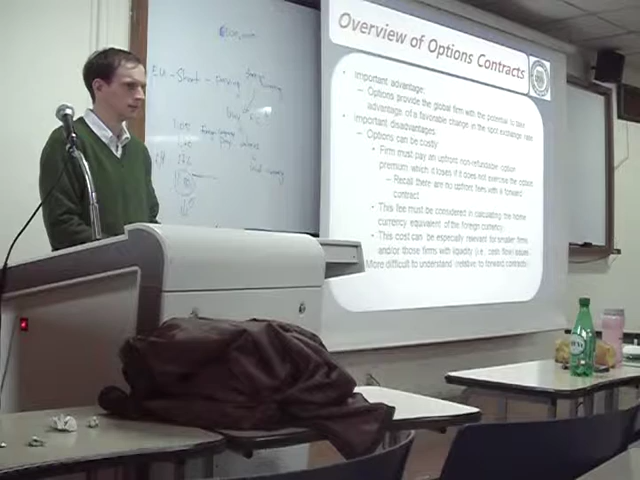 Overview of Options Contracts
• Important advantage:
– Options provide the global firm with the potential to take
advantage of a favorable change in the spot exchange rate
• Important disadvantages
– Options can be costly
• Firm must pay an upfront non-refundable option
premium which it loses if it does not exercise the option
– Recall there are no upfront fees with a forward
contract
• This fee must be considered in calculating the home
currency equivalent of the foreign currency
• This cost can be especially relevant for smaller firms
and/or those firms with liquidity (i.e., cash flow) issues
More difficult to understand (relative to forward contracts)
EU - Short -